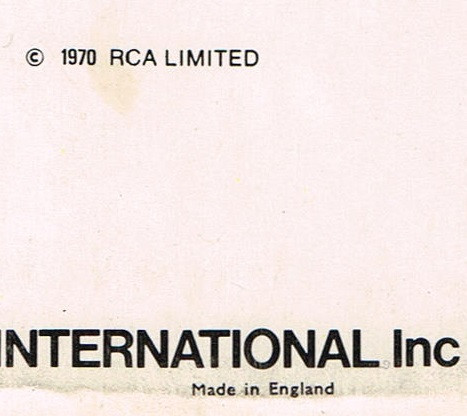 © 1970 RCA LIMITED
INTERNATIONAL Inc
Made in England